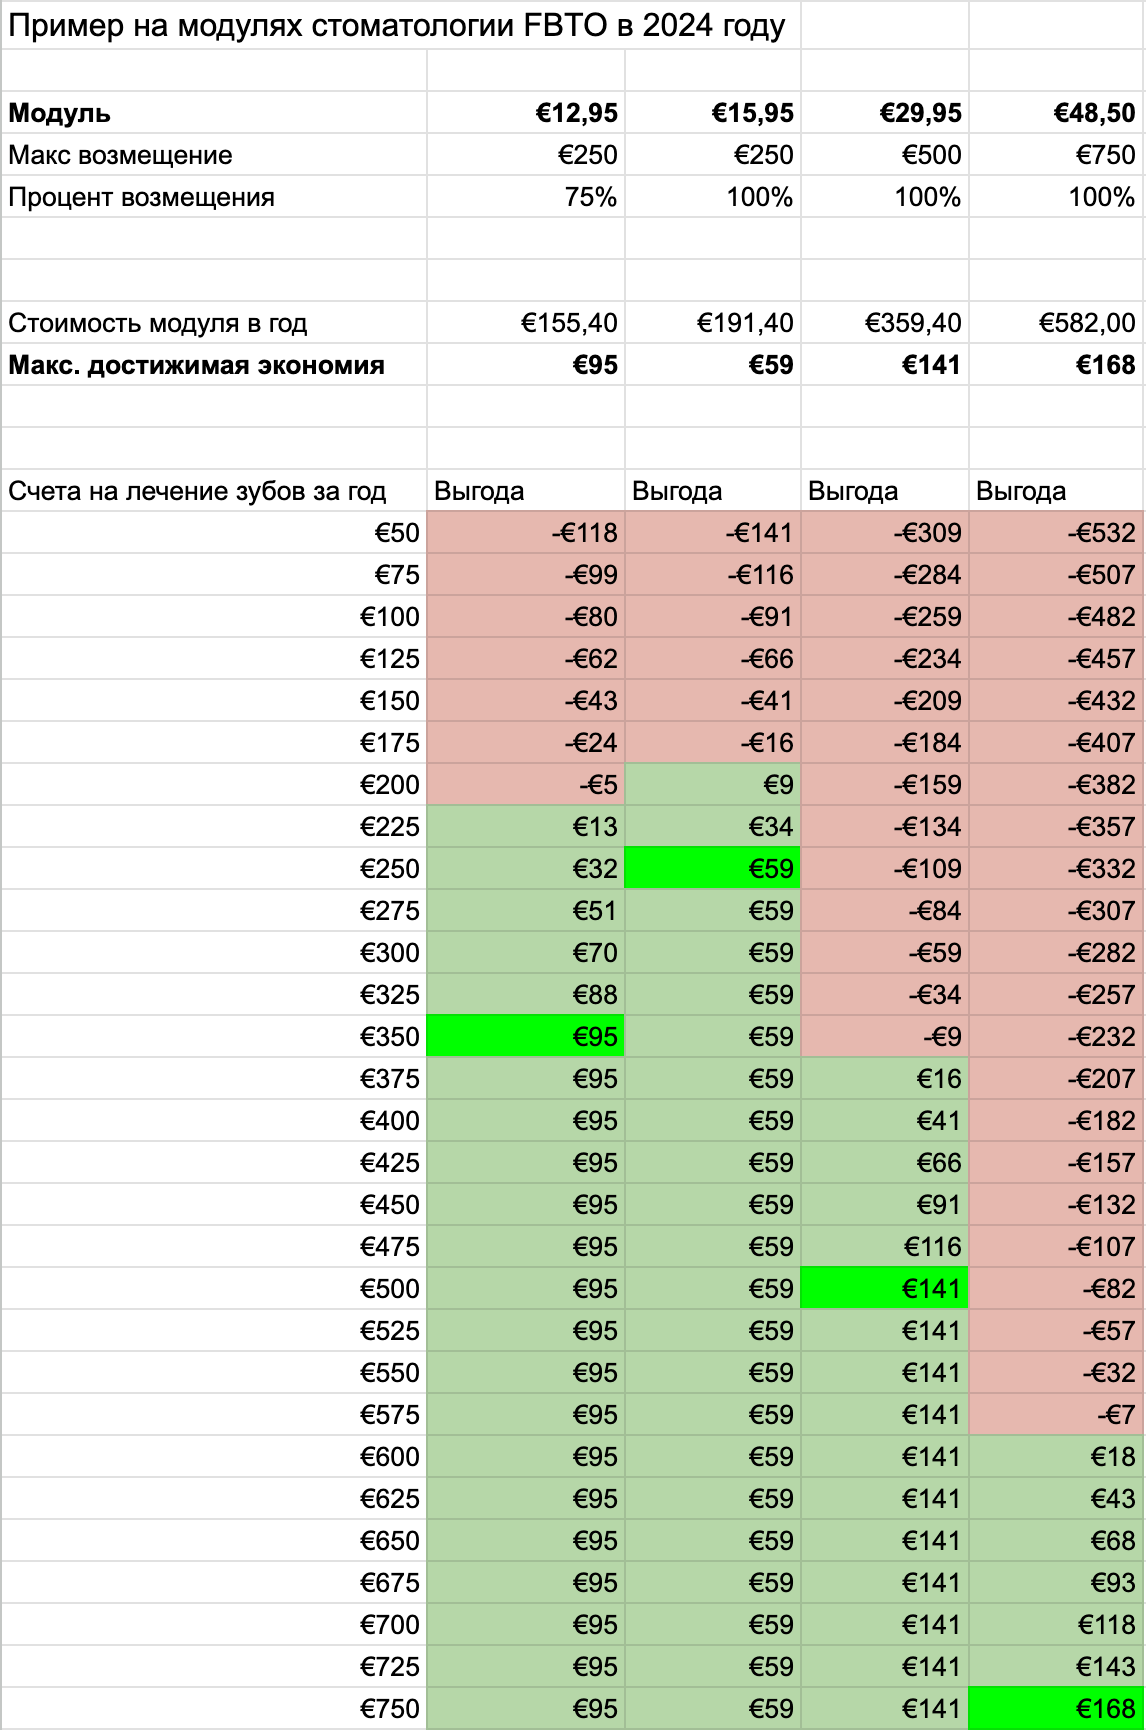 Пример на модулях стоматологии FBTO в 2024 году
Модуль €12,95 €15,95 €29,95 €48,50
Макс возмещение €250 €250 €500 €750
Процент возмещения 75% 100% 100% 100%
Стоимость модуля в год €155,40 €191,40 €359,40 €582,00
Макс. достижимая экономия €95 €59 €141 €168
Счета на лечение зубов за год Выгода Выгода Выгода Выгода
€50 -€118 -€141 -€309 -€532
€75 -€99 -€116 -€284 -€507
€100 -€80 -€91 -€259 -€482
€125 -€62 -€66 -€234 -€457
€150 -€43 -€41 -€209 -€432
€175 -€24 -€16 -€184 -€407
€200 -€5 €9 -€159 -€382
€225 €13 €34 -€134 -€357
€250 €32 €59 -€109 -€332
€275 €51 €59 -€84 -€307
€300 €70 €59 -€59 -€282
€325 €88 €59 -€34 -€257
€350 €95 €59 -€9 -€232
€375 €95 €59 €16 -€207
€400 €95 €59 €41 -€182
€425 €95 €59 €66 -€157
€450 €95 €59 €91 -€132
€475 €95 €59 €116 -€107
€500 €95 €59 €141 -€82
€525 €95 €59 €141 -€57
€550 €95 €59 €141 -€32
€575 €95 €59 €141 -€7
€600 €95 €59 €141 €18
€625 €95 €59 €141 €43
€650 €95 €59 €141 €68
€675 €95 €59 €141 €93
€700 €95 €59 €141 €118
€725 €95 €59 €141 €143
€750 €95 €59 €141 €168